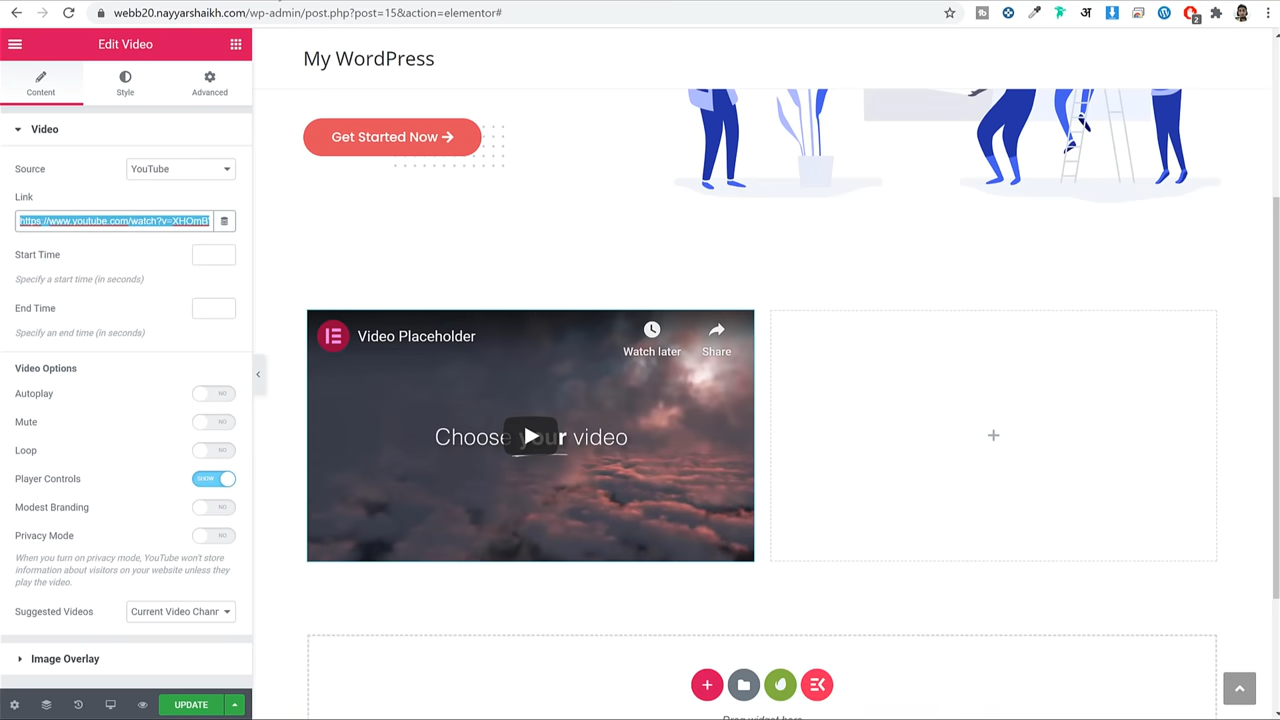 webb20.nayyarshaikh.com/wp-admin/post.php?post=15&action=elementor#
अ
2
Edit Video
Content
Style
Advanced
Video
Source
YouTube
Link
https://www.youtube.com/watch?v=XHOmB
Start Time
Specify a start time (in seconds)
End Time
Specify an end time (in seconds)
Video Options
Autoplay
NO
Mute
NO
Loop
NO
Player Controls
SHOW
Modest Branding
NO
Privacy Mode
NO
When you turn on privacy mode, YouTube won't store
information about visitors on your website unless they
play the video.
Suggested Videos
Current Video Chanr
Image Overlay
UPDATE
My WordPress
Get Started Now
Video Placeholder
Watch later
Share
Choose your video
Drag widget here